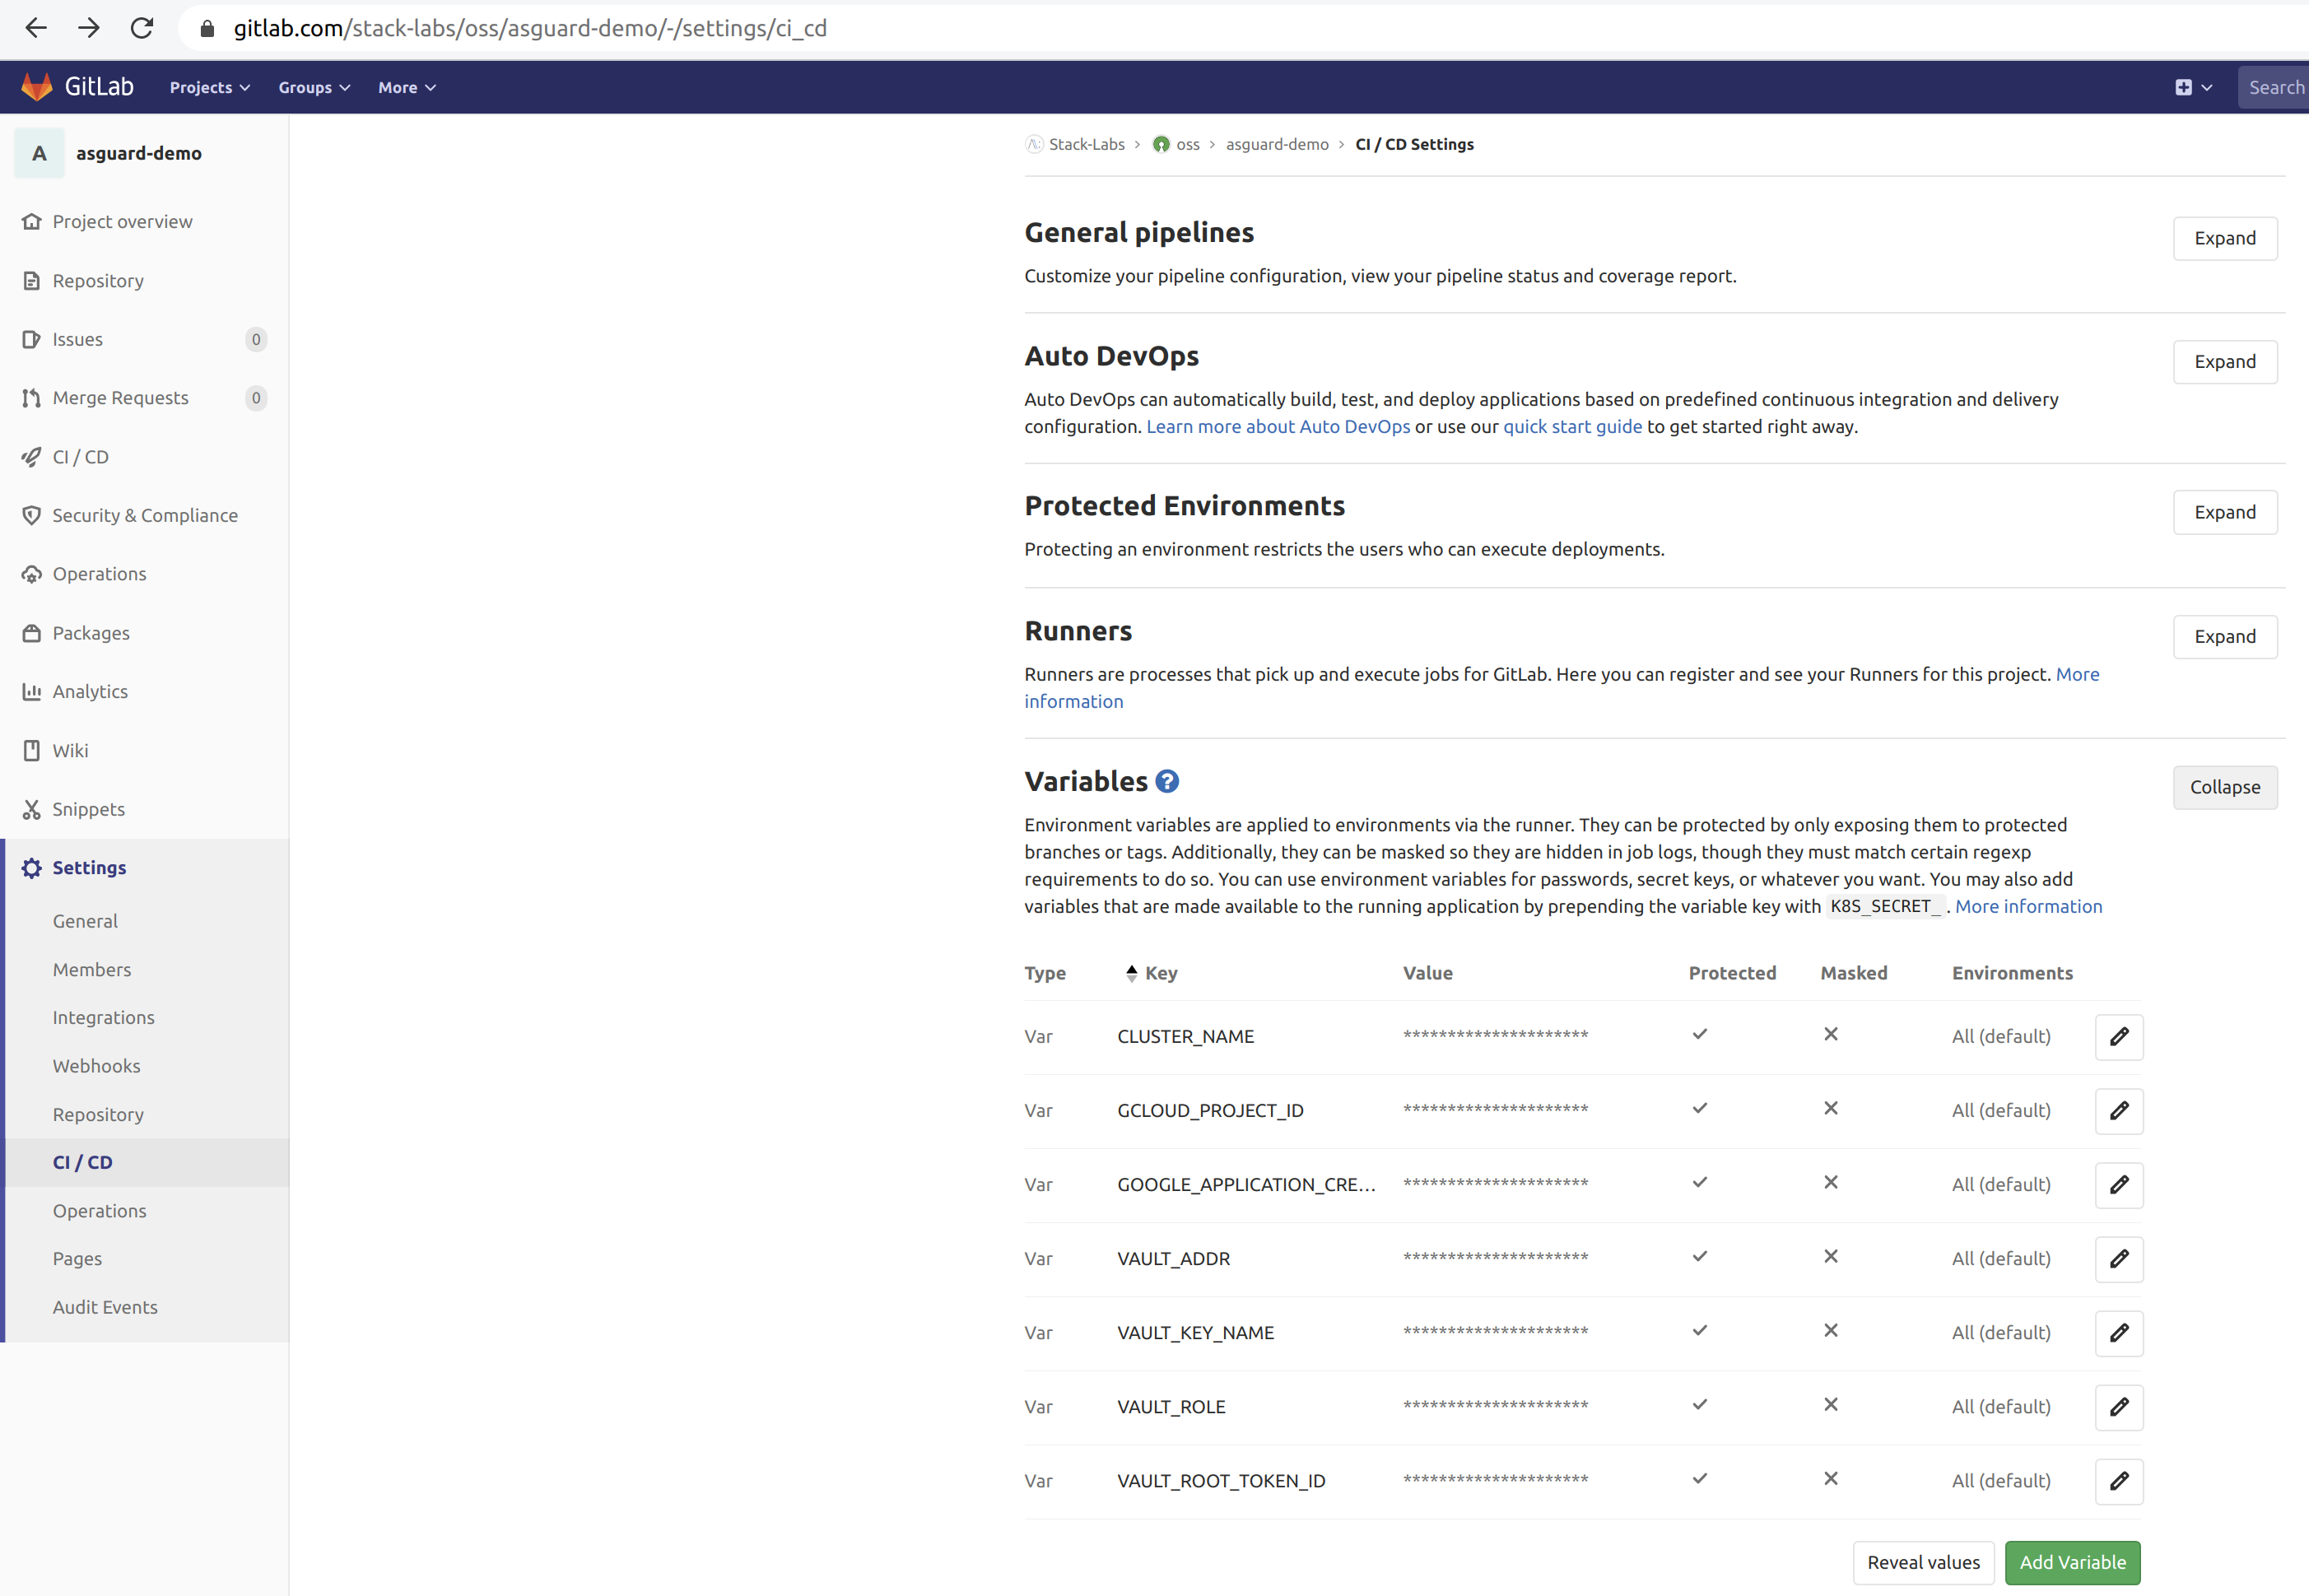 gitlab.com/stack-labs/oss/asguard-demo/-/settings/ci_cd
GitLab Projects Groups More Search
A asguard-demo
Project overview
Repository
Issues 0
Merge Requests 0
CI / CD
Security & Compliance
Operations
Packages
Analytics
Wiki
Snippets
Settings
General
Members
Integrations
Webhooks
Repository
CI / CD
Operations
Pages
Audit Events
Stack-Labs > oss > asguard-demo > CI / CD Settings
General pipelines
Expand
Customize your pipeline configuration, view your pipeline status and coverage report.
Auto DevOps
Expand
Auto DevOps can automatically build, test, and deploy applications based on predefined continuous integration and delivery
configuration. Learn more about Auto DevOps or use our quick start guide to get started right away.
Protected Environments
Expand
Protecting an environment restricts the users who can execute deployments.
Runners
Expand
Runners are processes that pick up and execute jobs for GitLab. Here you can register and see your Runners for this project. More
information
Variables ?
Collapse
Environment variables are applied to environments via the runner. They can be protected by only exposing them to protected
branches or tags. Additionally, they can be masked so they are hidden in job logs, though they must match certain regexp
requirements to do so. You can use environment variables for passwords, secret keys, or whatever you want. You may also add
variables that are made available to the running application by prepending the variable key with K8S_SECRET_ . More information
Type Key Value Protected Masked Environments
Var CLUSTER_NAME ********************* All (default)
Var GCLOUD_PROJECT_ID ********************* All (default)
Var GOOGLE_APPLICATION_CRE... ********************* All (default)
Var VAULT_ADDR ********************* All (default)
Var VAULT_KEY_NAME ********************* All (default)
Var VAULT_ROLE ********************* All (default)
Var VAULT_ROOT_TOKEN_ID ********************* All (default)
Reveal values Add Variable